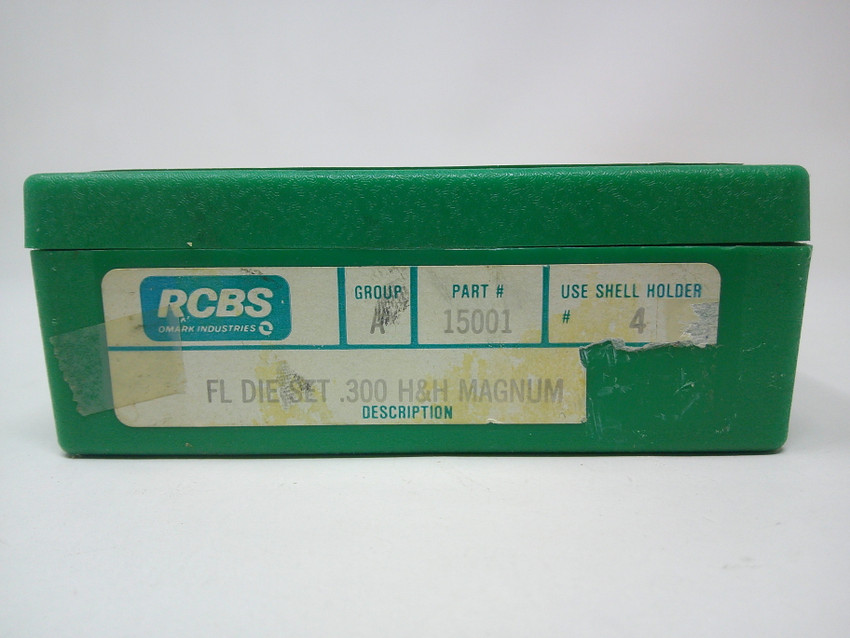 RCBS
OMARK INDUSTRIES
GROUP
A
PART #
15001
USE SHELL HOLDER
# 4
FL DIE SET .300 H&H MAGNUM
DESCRIPTION